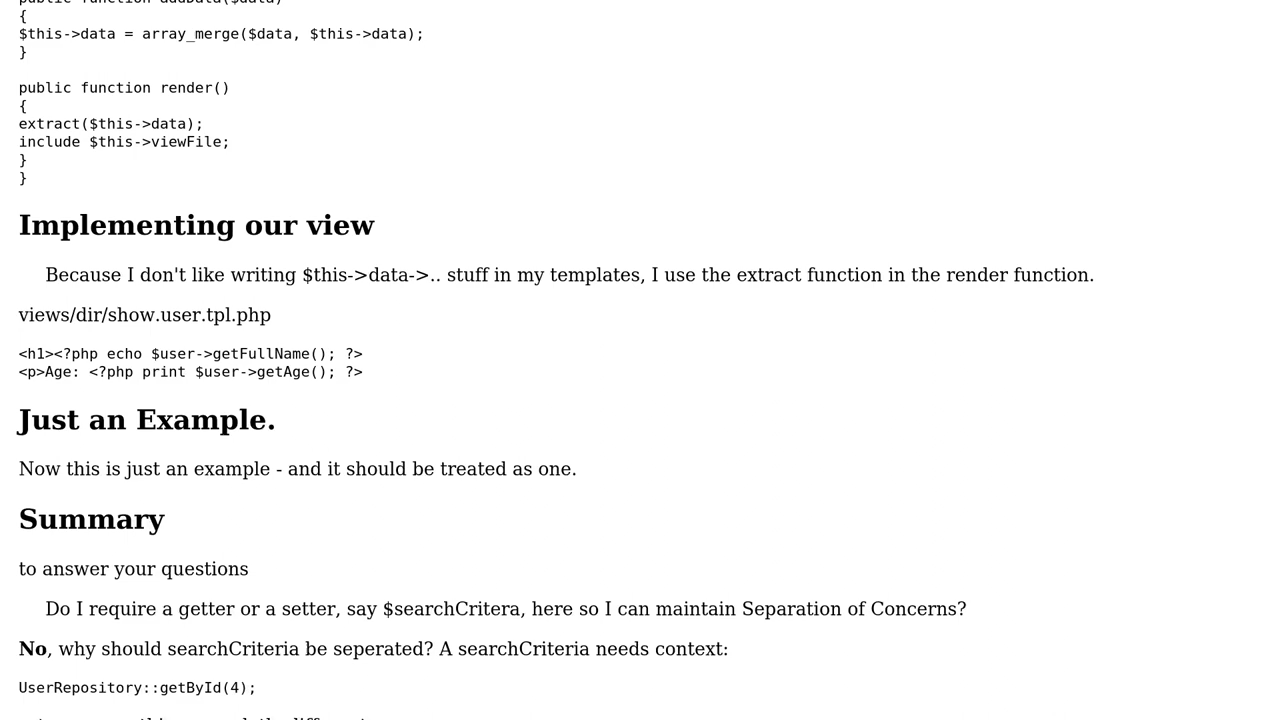 public function addData($data)
{
$this->data = array_merge($data, $this->data);
}
public function render()
{
extract($this->data);
include $this->viewFile;
}
}
Implementing our view
Because I don't like writing $this->data->.. stuff in my templates, I use the extract function in the render function.
views/dir/show.user.tpl.php
<h1><?php echo $user->getFullName(); ?>
<p>Age: <?php print $user->getAge(); ?>
Just an Example.
Now this is just an example - and it should be treated as one.
Summary
to answer your questions
Do I require a getter or a setter, say $searchCritera, here so I can maintain Separation of Concerns?
No, why should searchCriteria be seperated? A searchCriteria needs context:
UserRepository::getById(4);